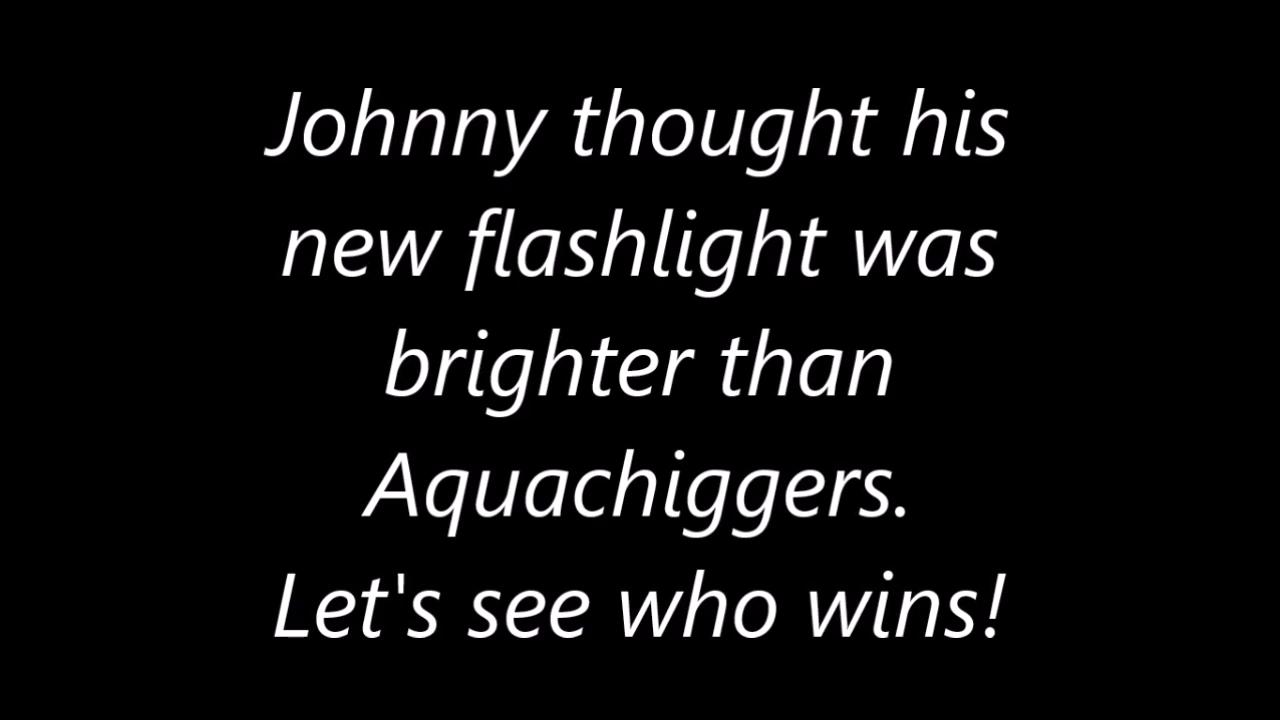 Johnny thought his
new flashlight was
brighter than
Aquachiggers.
Let's see who wins!